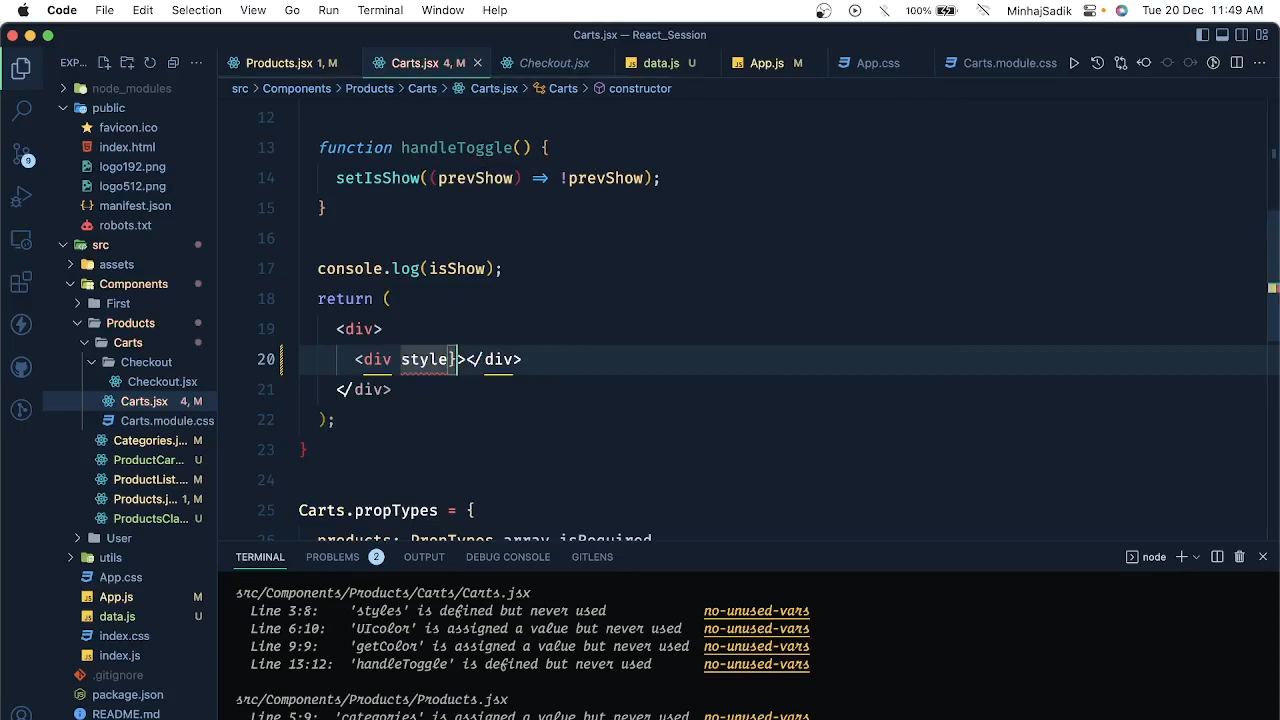 Code File Edit Selection View Go Run Terminal Window Help 100% MinhajSadik Tue 20 Dec 11:49 AM
Carts.jsx — React_Session
EXP... Products.jsx 1, M Carts.jsx 4, M Checkout.jsx data.js U App.js M App.css Carts.module.css
src > Components > Products > Carts > Carts.jsx > Carts > constructor
node_modules
public
favicon.ico
index.html
logo192.png
logo512.png
manifest.json
robots.txt
src
assets
Components
First
Products
Carts
Checkout
Checkout.jsx
Carts.jsx 4, M
Carts.module.css
Categories.j... M
ProductCar... U
ProductList.... M
Products.j... 1, M
ProductsCla... U
User
utils
App.css
App.js M
data.js U
index.css
index.js
.gitignore
package.json
README.md
9
12
13 function handleToggle() {
14 setIsShow((prevShow) => !prevShow);
15 }
16
17 console.log(isShow);
18 return (
19 <div>
20 <div style}></div>
21 </div>
22 );
23 }
24
25 Carts.propTypes = {
26 products: PropTypes.array.isRequired
TERMINAL PROBLEMS 2 OUTPUT DEBUG CONSOLE GITLENS node
src/Components/Products/Carts/Carts.jsx
Line 3:8: 'styles' is defined but never used no-unused-vars
Line 6:10: 'UIcolor' is assigned a value but never used no-unused-vars
Line 9:9: 'getColor' is assigned a value but never used no-unused-vars
Line 13:12: 'handleToggle' is defined but never used no-unused-vars
src/Components/Products/Products.jsx
Line 5:9: 'categories' is assigned a value but never used no-unused-vars